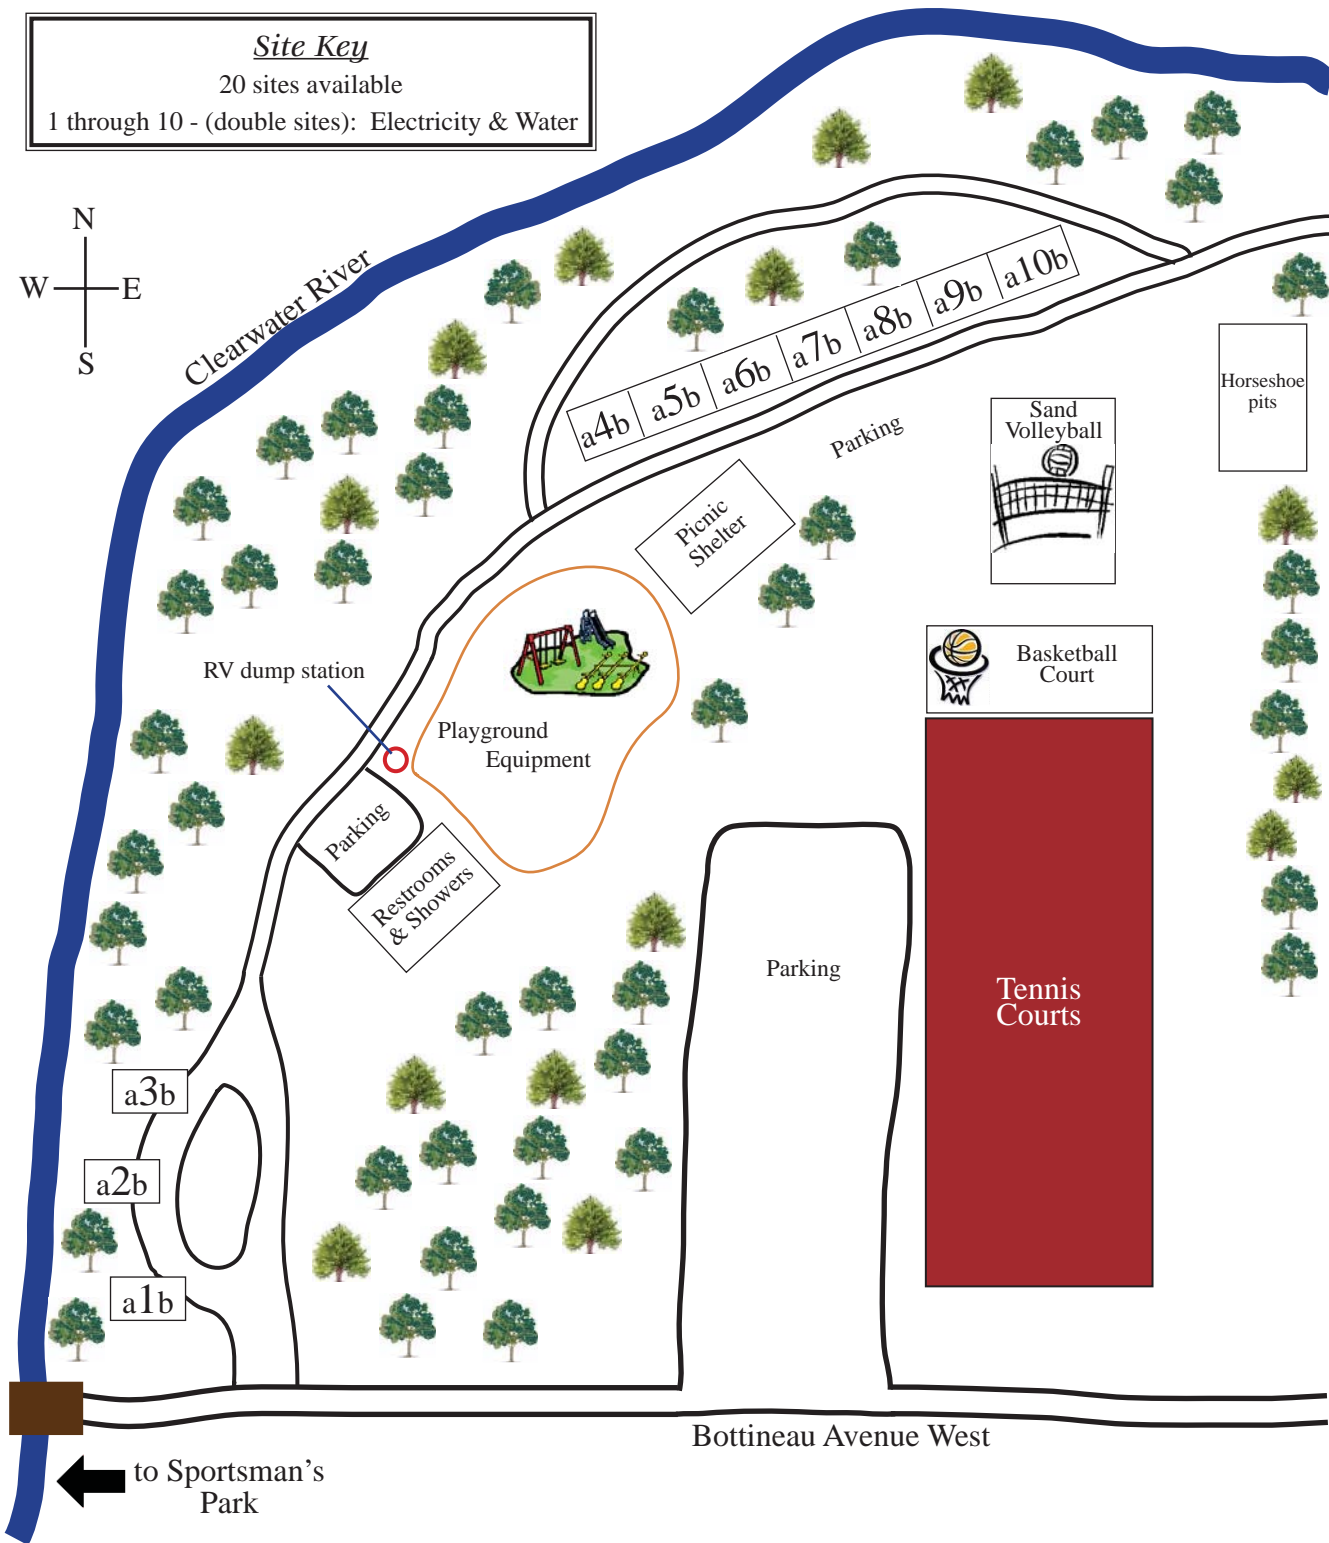 Site Key
20 sites available
1 through 10 - (double sites): Electricity & Water
N
W
E
S
Clearwater River
a4b
a5b
a6b
a7b
a8b
a9b
a10b
Parking
Horseshoe
pits
Sand
Volleyball
Picnic
Shelter
RV dump station
Basketball
Court
Playground
Equipment
Parking
Restrooms
& Showers
Parking
Tennis
Courts
a3b
a2b
a1b
Bottineau Avenue West
to Sportsman's
Park